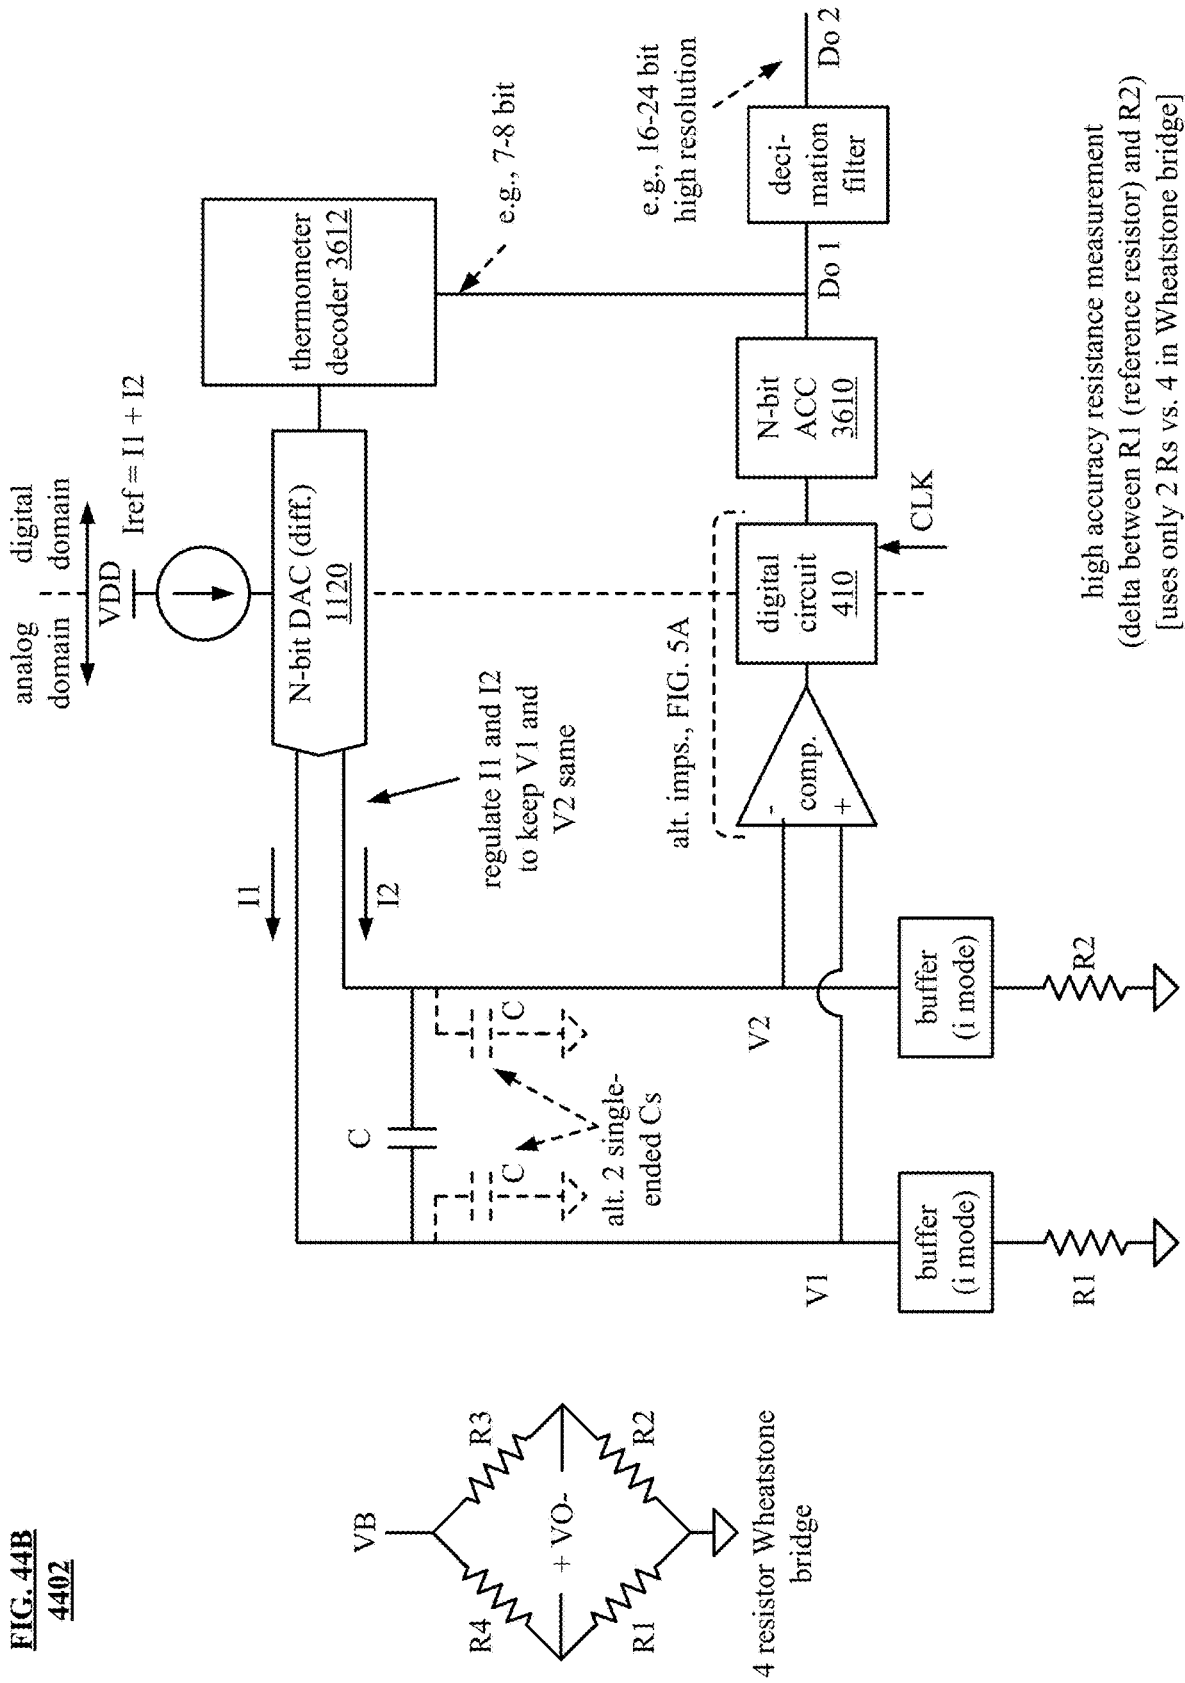 FIG. 44B
4402
analog
domain
digital
domain
VDD
Iref = I1 + I2
N-bit DAC (diff.)
1120
thermometer
decoder 3612
e.g., 7-8 bit
e.g., 16-24 bit
high resolution
I1
I2
regulate I1 and I2
to keep V1 and
V2 same
C
C
C
alt. 2 single-
ended Cs
alt. imps., FIG. 5A
V1
V2
-
comp.
+
digital
circuit
410
CLK
N-bit
ACC
3610
Do 1
deci-
mation
filter
Do 2
buffer
(i mode)
R1
buffer
(i mode)
R2
VB
R4
R3
+ VO-
R1
R2
4 resistor Wheatstone
bridge
high accuracy resistance measurement
(delta between R1 (reference resistor) and R2)
[uses only 2 Rs vs. 4 in Wheatstone bridge]